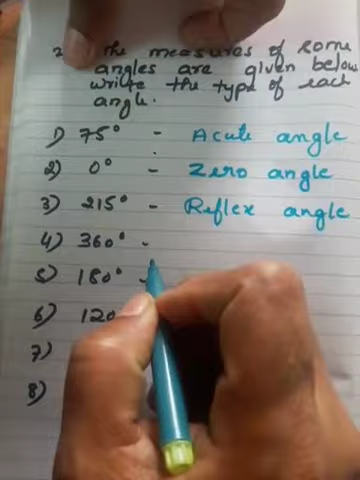 2 The measures of some
angles are given below
write the type of each
angle.
1) 75° - Acute angle
2) 0° - Zero angle
3) 215° - Reflex angle
4) 360° -
5) 180° -
6) 120
7)
8)